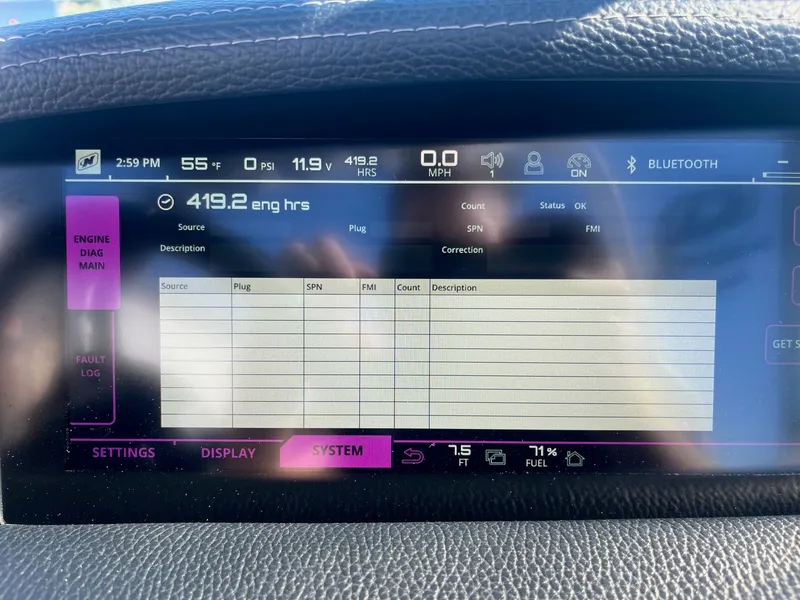 2:59 PM 55 °F 0 PSI 11.9 V 419.2 HRS 0.0 MPH 1 ON BLUETOOTH
419.2 eng hrs Count Status OK
Source Plug SPN FMI
Description Correction
ENGINE
DIAG
MAIN
Source Plug SPN FMI Count Description
FAULT
LOG
GET S
SETTINGS DISPLAY SYSTEM 7.5 FT 71% FUEL